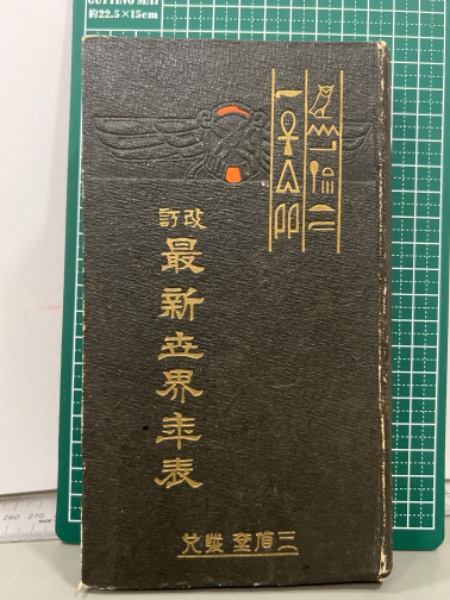 CUTTING MAT
約22.5×15cm
改訂
最新世界年表
三省堂發兌
260 270